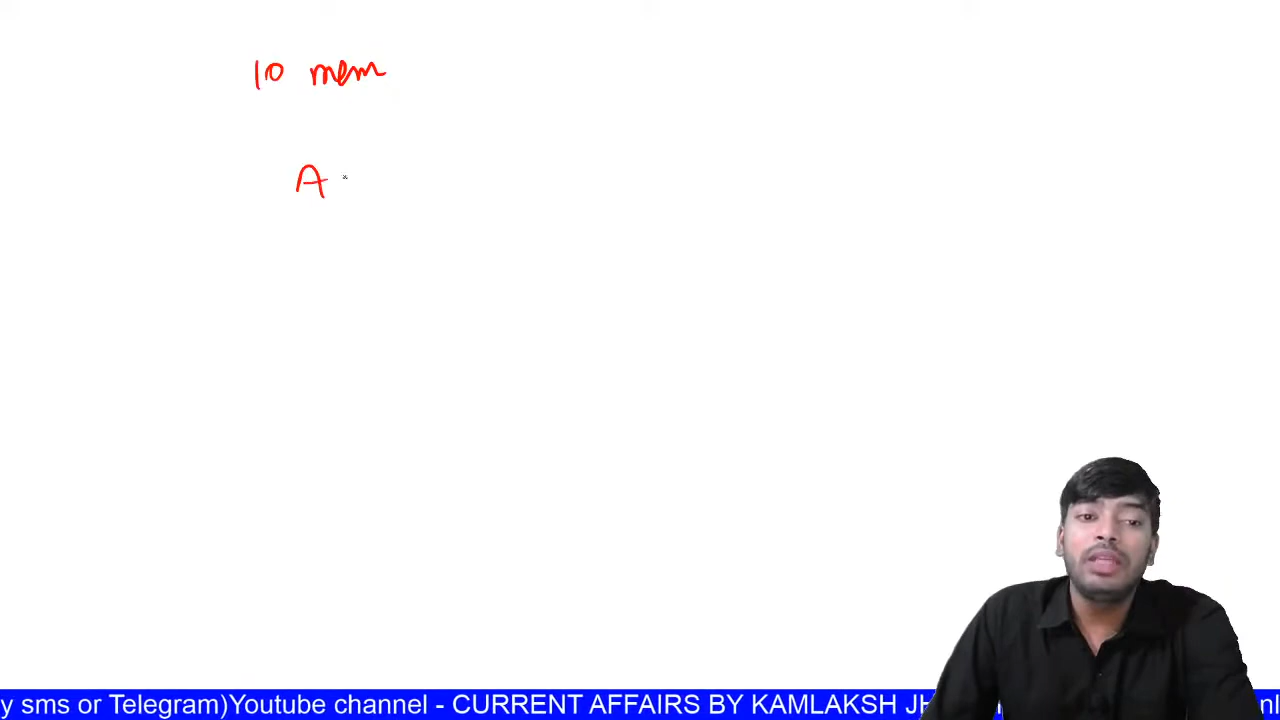 10 mem
A
y sms or Telegram)Youtube channel - CURRENT AFFAIRS BY KAMLAKSH JH